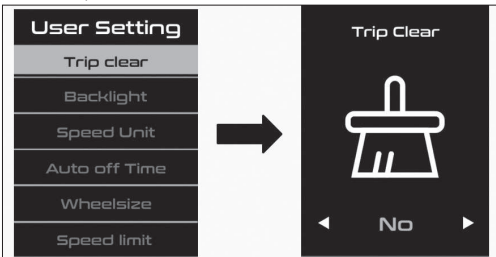 User Setting
Trip clear
Backlight
Speed Unit
Auto off Time
Wheelsize
Speed limit
Trip Clear
No